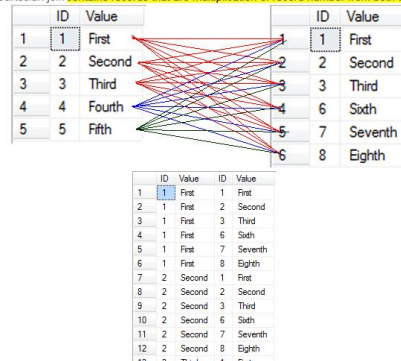 ID Value
1 1 First
2 2 Second
3 3 Third
4 4 Fourth
5 5 Fifth
ID Value
1 1 First
2 2 Second
3 3 Third
4 6 Sixth
5 7 Seventh
6 8 Eighth
ID Value ID Value
1 1 First 1 First
2 1 First 2 Second
3 1 First 3 Third
4 1 First 6 Sixth
5 1 First 7 Seventh
6 1 First 8 Eighth
7 2 Second 1 First
8 2 Second 2 Second
9 2 Second 3 Third
10 2 Second 6 Sixth
11 2 Second 7 Seventh
12 2 Second 8 Eighth